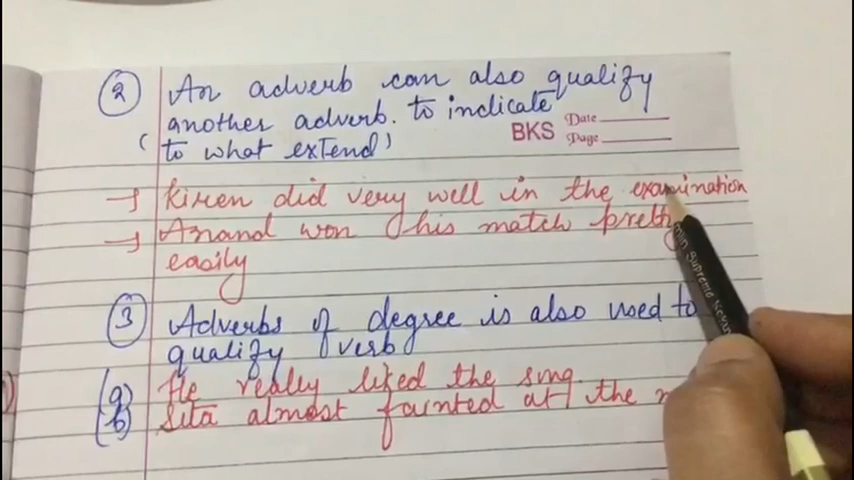 ② An adverb can also qualify
another adverb. to indicate
(to what extend)
BKS Date
Page
→ Kiren did very well in the examination
→ Anand won his match pretty
easily
③ Adverbs of degree is also used to
qualify verb
(a) He really liked the song.
(b) Sita almost fainted at the